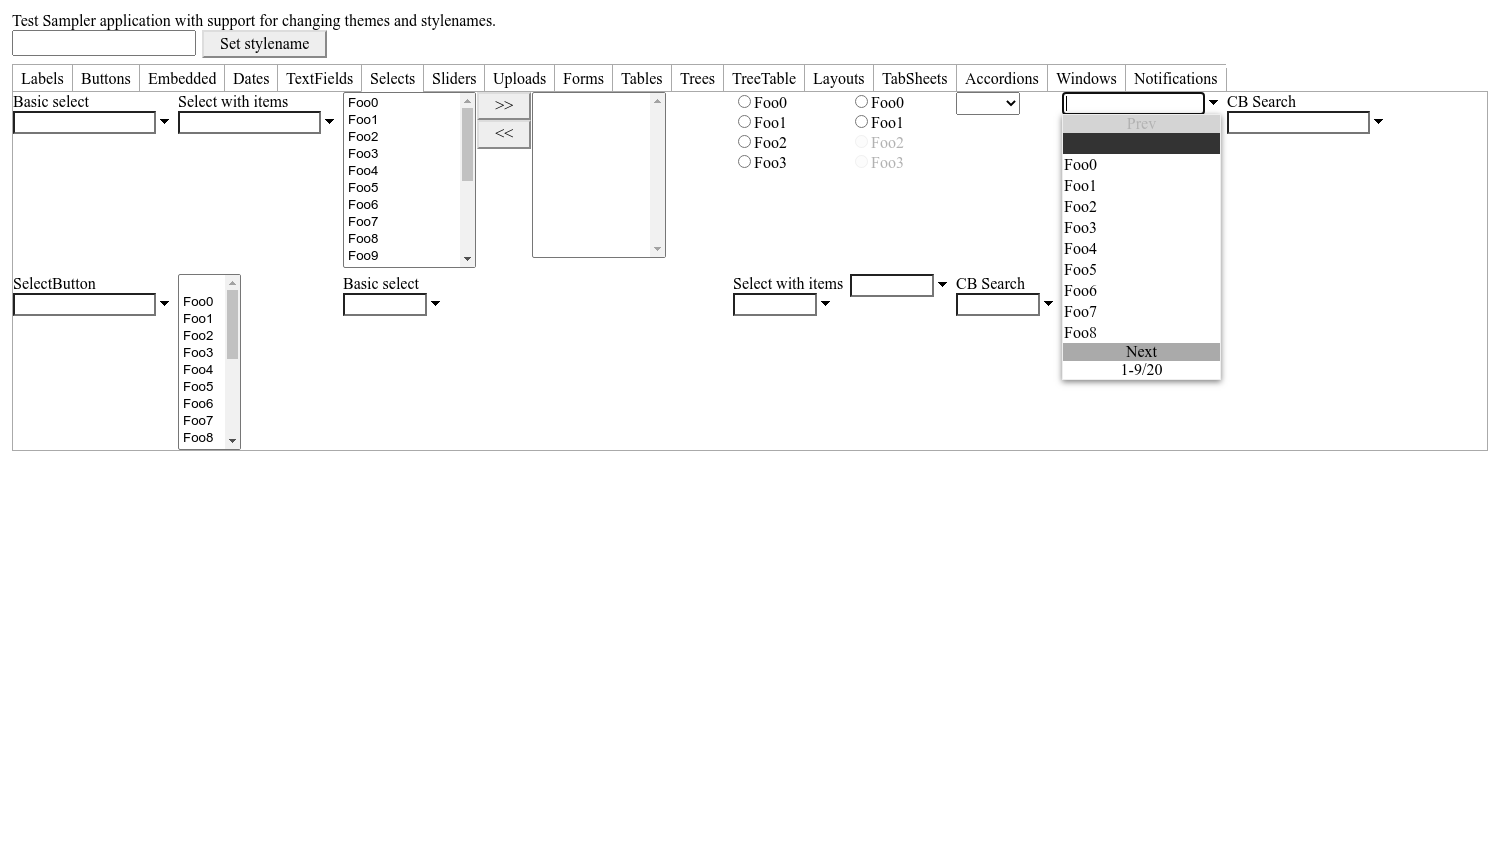 Test Sampler application with support for changing themes and stylenames.
Set stylename
Labels Buttons Embedded Dates TextFields Selects Sliders Uploads Forms Tables Trees TreeTable Layouts TabSheets Accordions Windows Notifications
Basic select
Select with items
Foo0
Foo1
Foo2
Foo3
Foo4
Foo5
Foo6
Foo7
Foo8
Foo9
>>
<<
Foo0
Foo1
Foo2
Foo3
Foo0
Foo1
Foo2
Foo3
Prev
Foo0
Foo1
Foo2
Foo3
Foo4
Foo5
Foo6
Foo7
Foo8
Next
1-9/20
CB Search
SelectButton
Foo0
Foo1
Foo2
Foo3
Foo4
Foo5
Foo6
Foo7
Foo8
Basic select
Select with items
CB Search